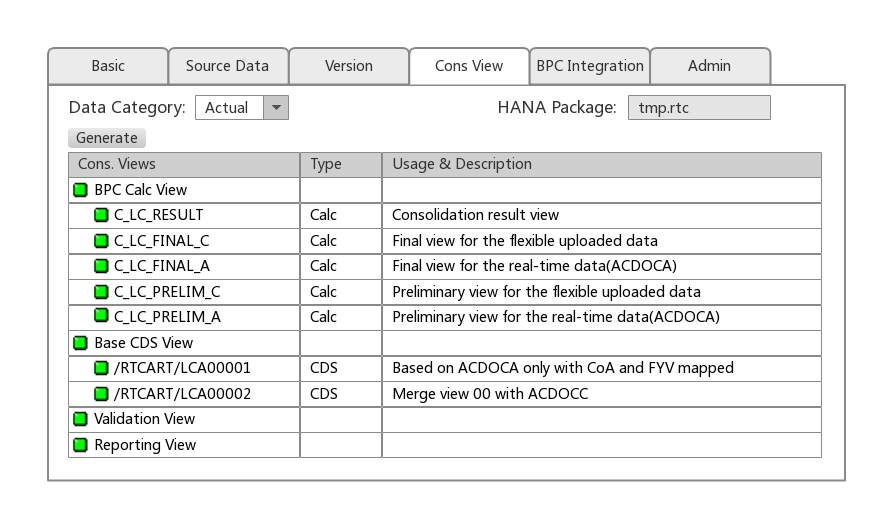 Basic Source Data Version Cons View BPC Integration Admin
Data Category: Actual HANA Package: tmp.rtc
Generate
Cons. Views Type Usage & Description
BPC Calc View
C_LC_RESULT Calc Consolidation result view
C_LC_FINAL_C Calc Final view for the flexible uploaded data
C_LC_FINAL_A Calc Final view for the real-time data(ACDOCA)
C_LC_PRELIM_C Calc Preliminary view for the flexible uploaded data
C_LC_PRELIM_A Calc Preliminary view for the real-time data(ACDOCA)
Base CDS View
/RTCART/LCA00001 CDS Based on ACDOCA only with CoA and FYV mapped
/RTCART/LCA00002 CDS Merge view 00 with ACDOCC
Validation View
Reporting View